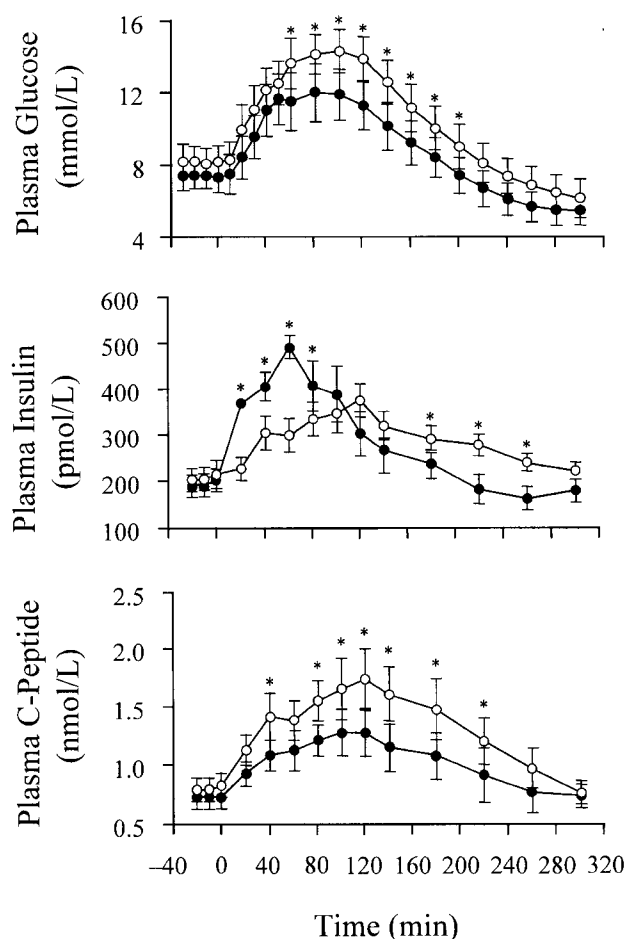 Plasma Glucose
(mmol/L)
16
12
8
4
* * * * * * * *
Plasma Insulin
(pmol/L)
600
500
400
300
200
100
* * * * * * *
Plasma C-Peptide
(nmol/L)
2.5
2.0
1.5
1.0
0.5
* * * * * * *
−40 0 40 80 120 160 200 240 280 320
Time (min)